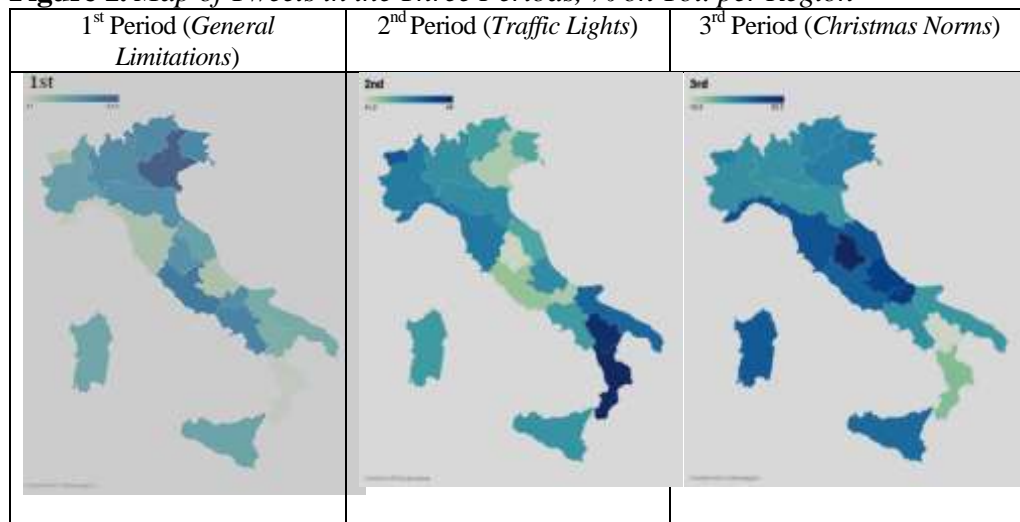 Figure 2. Map of Tweets in the Three Periods, % on Tot. per Region
1st Period (General
Limitations)
2nd Period (Traffic Lights)
3rd Period (Christmas Norms)
1st
2nd
3rd